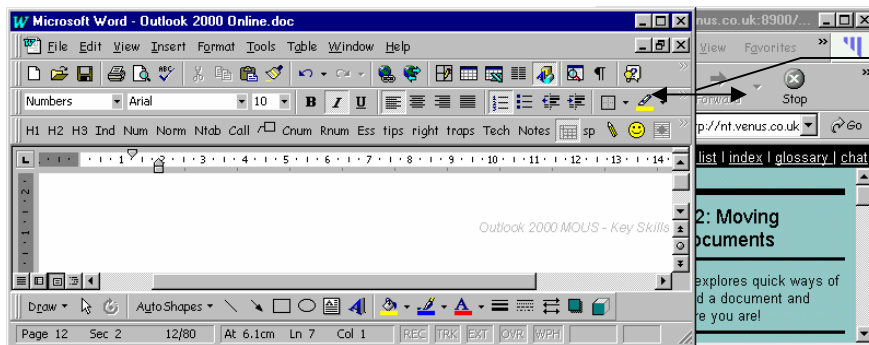 Microsoft Word - Outlook 2000 Online.doc
File Edit View Insert Format Tools Table Window Help
Numbers Arial 10 B I U
H1 H2 H3 Ind Num Norm Ntab Call Cnum Rnum Ess tips right traps Tech Notes sp
1 2 3 4 5 6 7 8 9 10 11 12 13 14
2
1
Outlook 2000 MOUS - Key Skills
Draw AutoShapes
Page 12 Sec 2 12/80 At 6.1cm Ln 7 Col 1 REC TRK EXT OVR WPH
nus.co.uk:8900/...
View Favorites
Forward Stop
p://nt.venus.co.uk Go
list | index | glossary | chat
2: Moving
ocuments
explores quick ways of
d a document and
re you are!